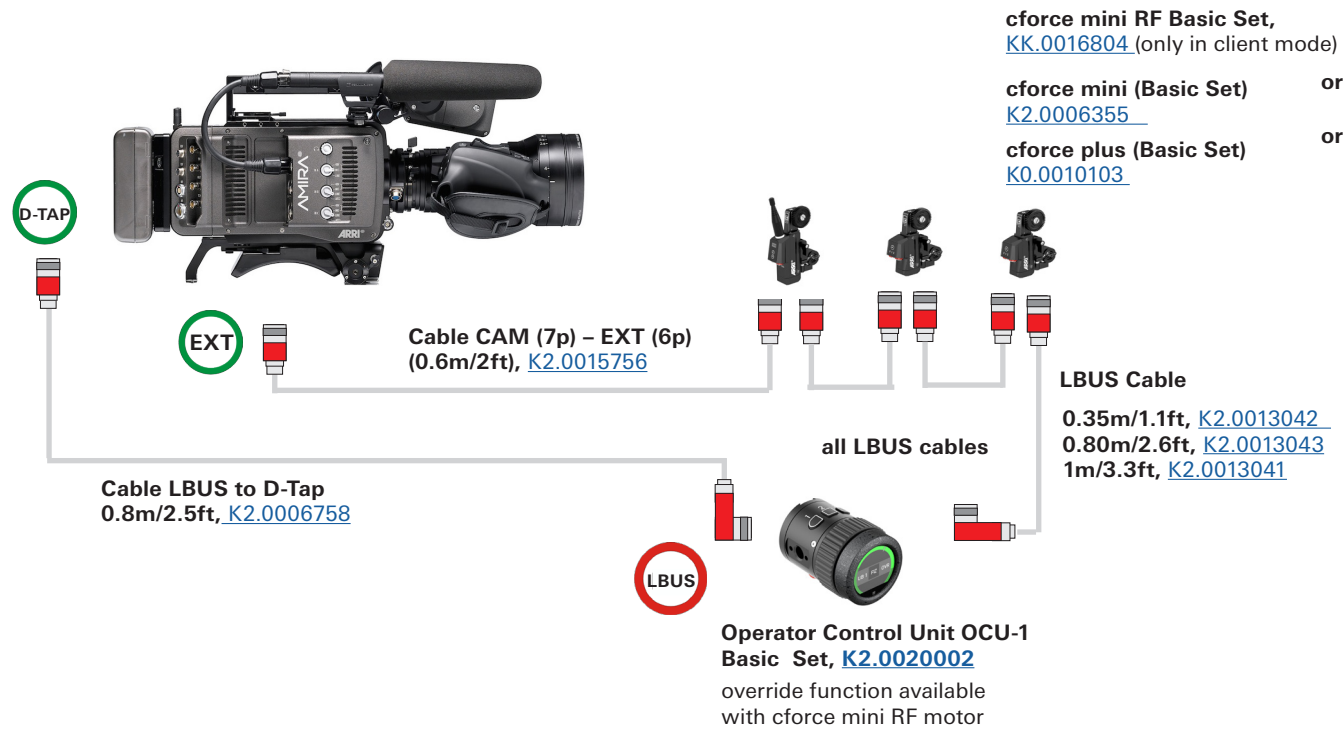 cforce mini RF Basic Set,
KK.0016804 (only in client mode)
or
cforce mini (Basic Set)
K2.0006355
or
cforce plus (Basic Set)
K0.0010103
AMIRA®
ARRI®
D-TAP
EXT
Cable CAM (7p) – EXT (6p)
(0.6m/2ft), K2.0015756
LBUS Cable
0.35m/1.1ft, K2.0013042
0.80m/2.6ft, K2.0013043
1m/3.3ft, K2.0013041
all LBUS cables
Cable LBUS to D-Tap
0.8m/2.5ft, K2.0006758
LBUS
Operator Control Unit OCU-1
Basic Set, K2.0020002
override function available
with cforce mini RF motor